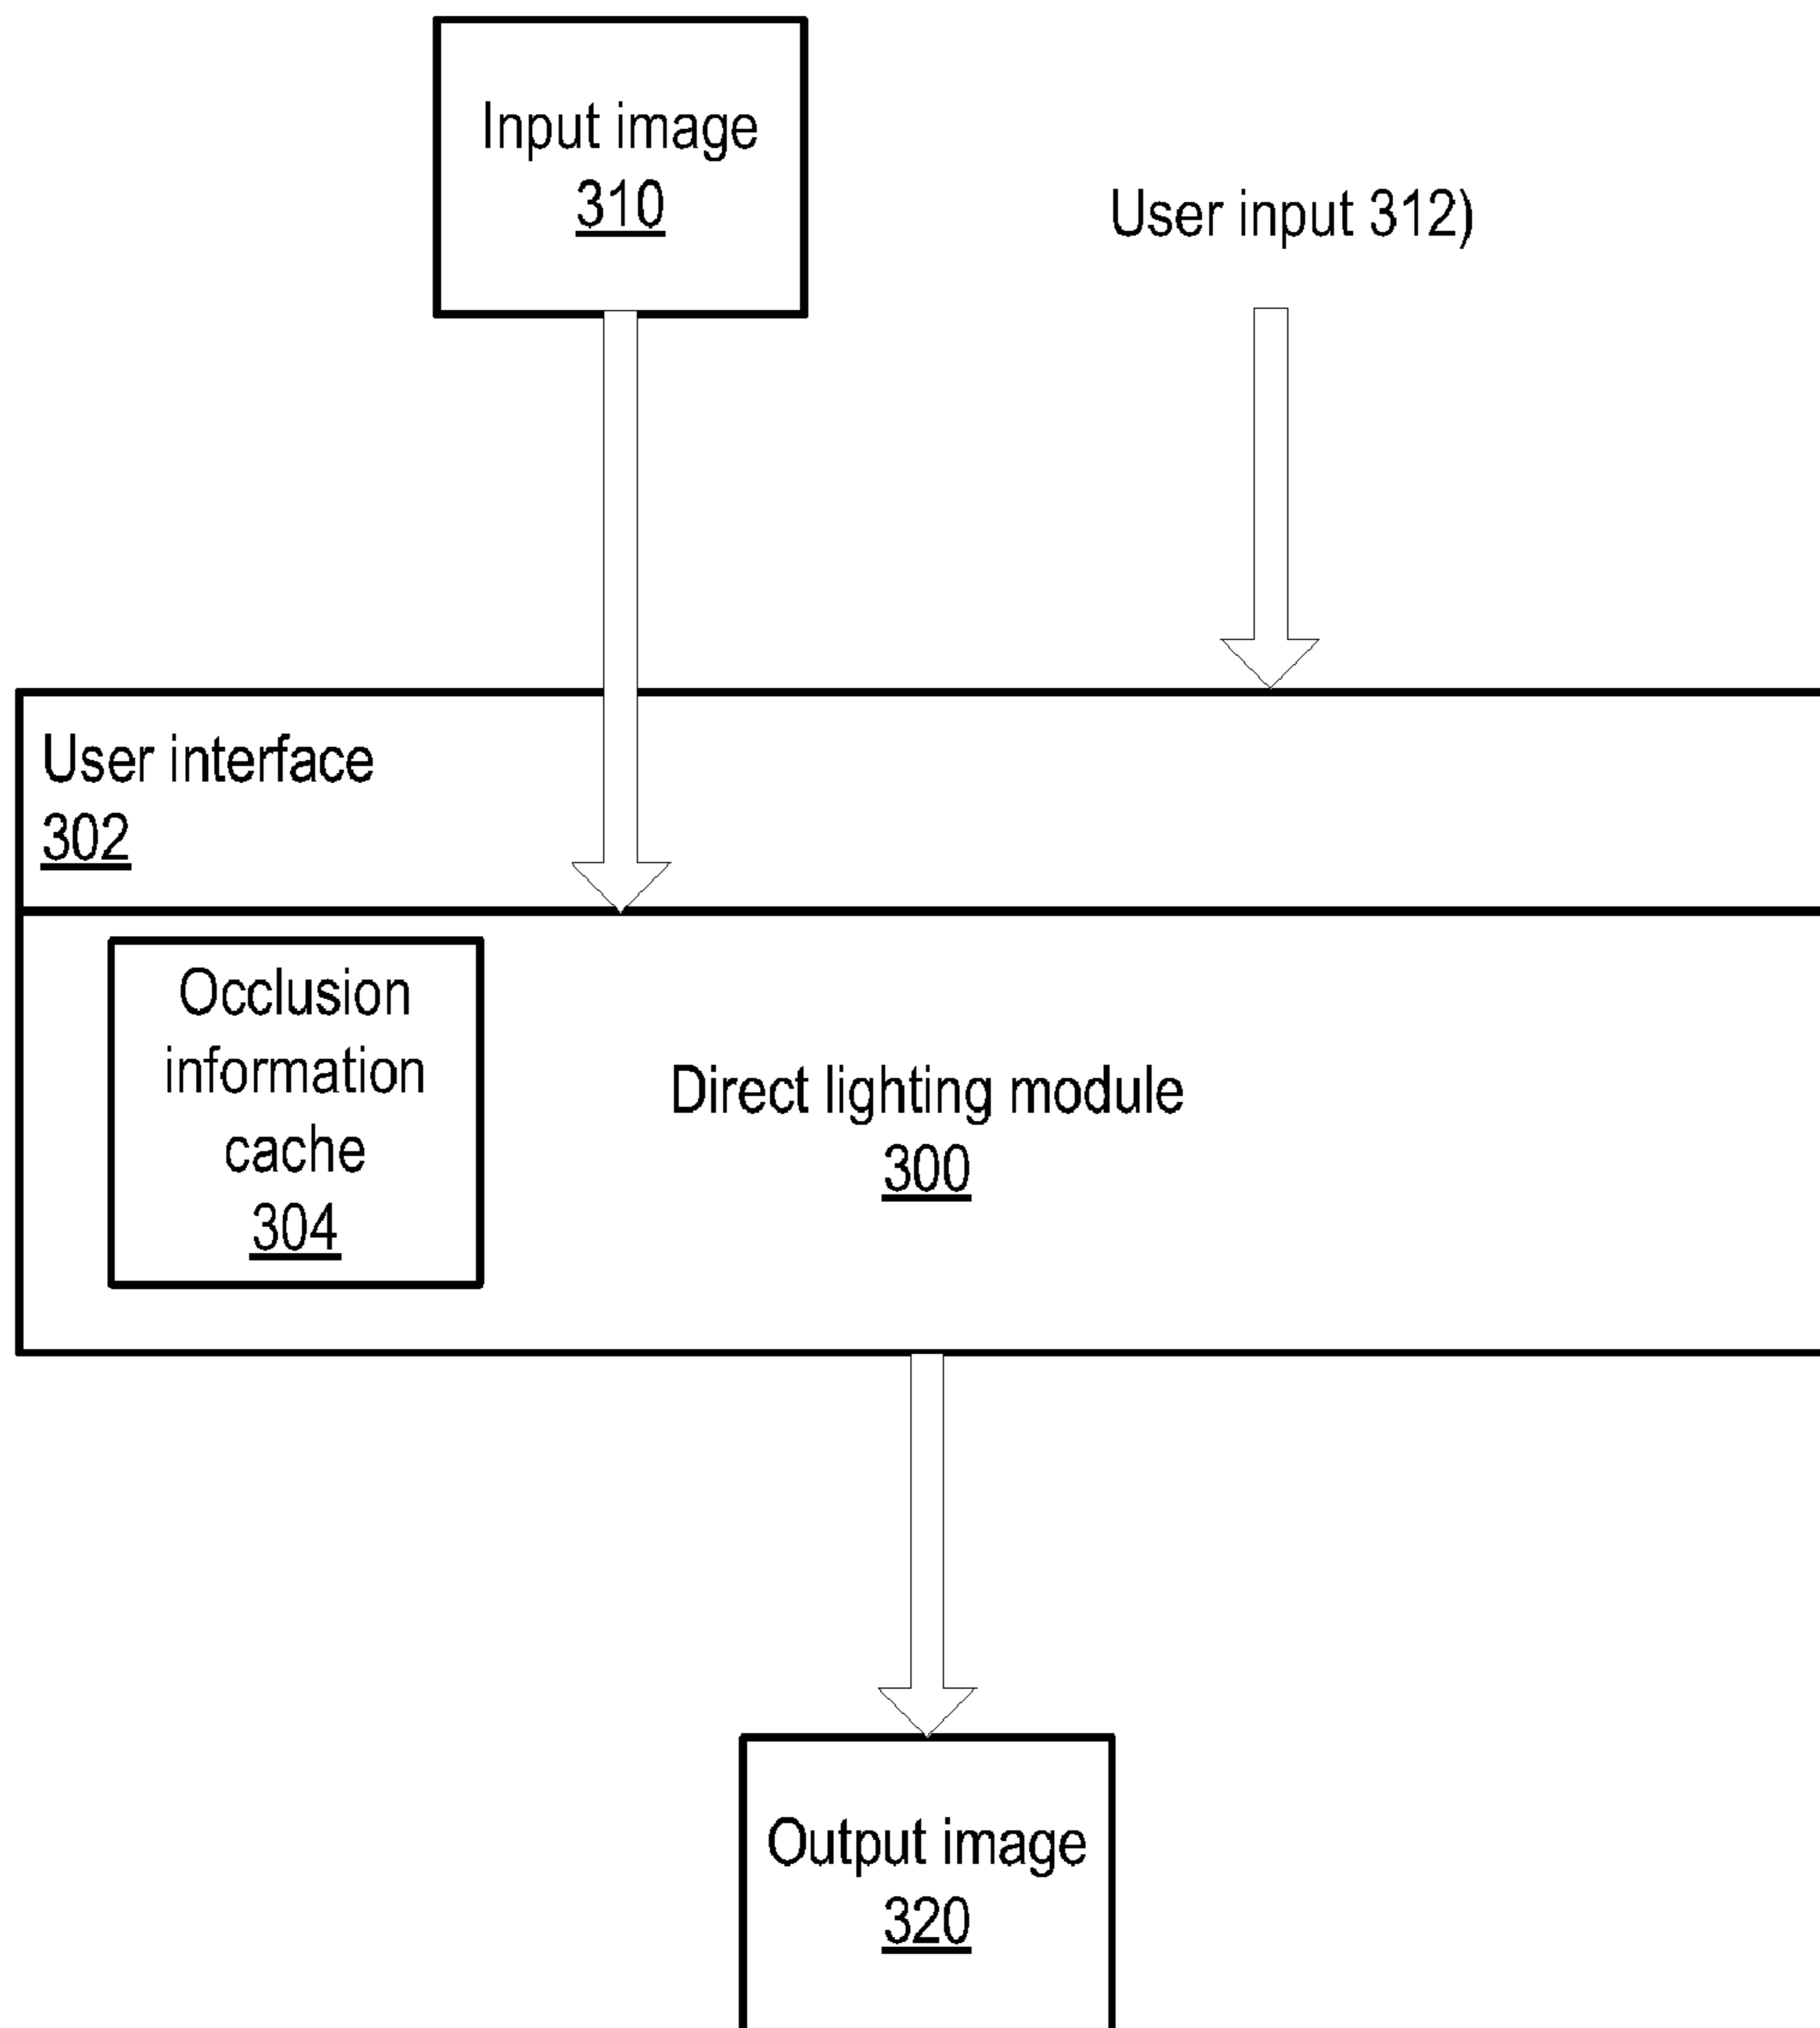 Input image
310
User input 312)
User interface
302
Occlusion
information
cache
304
Direct lighting module
300
Output image
320